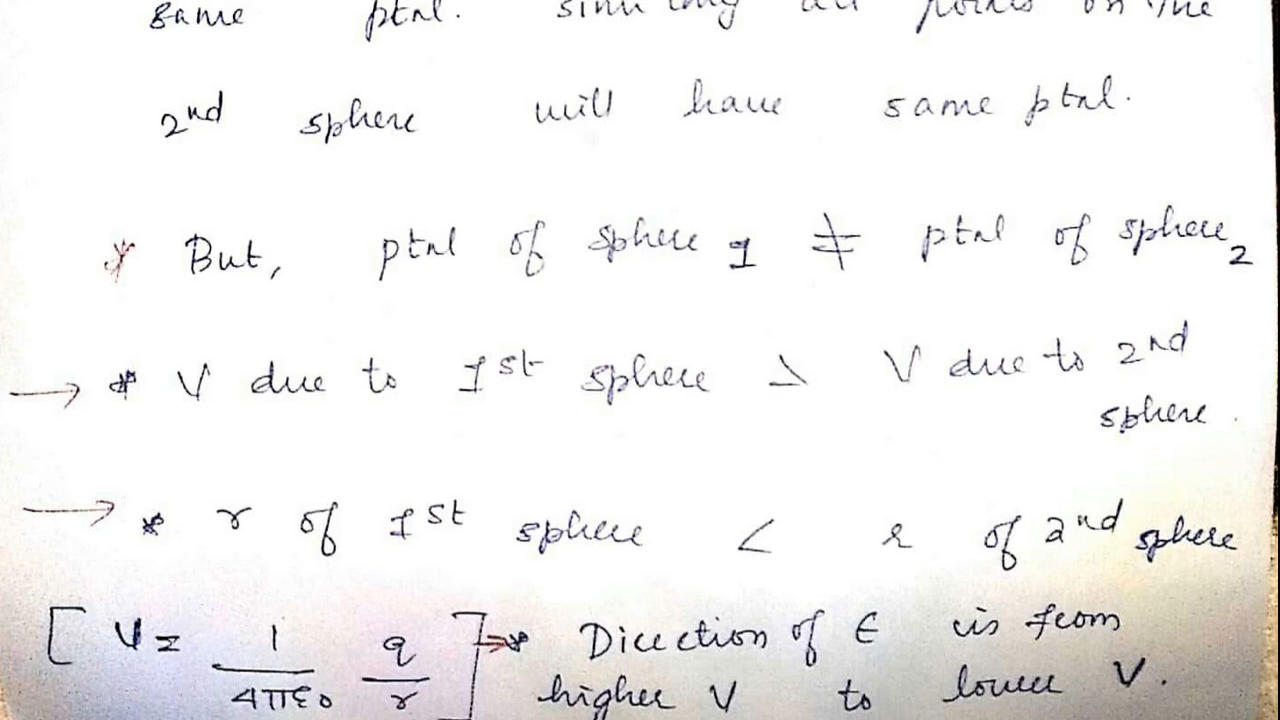 same ptnl. similarly all points on the
2nd sphere will have same ptnl.
* But, ptnl of sphere 1 ≠ ptnl of sphere 2
→ * V due to 1st sphere > V due to 2nd
sphere.
→ * r of 1st sphere < r of 2nd sphere
[ V = 1/4πε₀ q/r ] → * Direction of E is from
higher V to lower V.